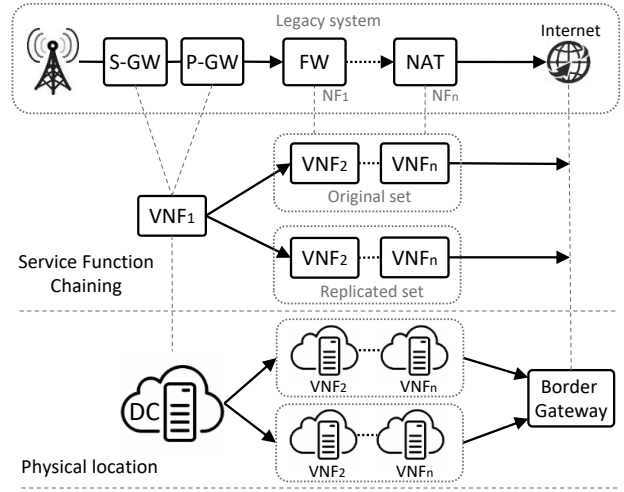 Legacy system
Internet
S-GW P-GW FW NAT
NF1 NFn
VNF2 VNFn
Original set
VNF1
VNF2 VNFn
Replicated set
Service Function
Chaining
VNF2 VNFn
DC
Border
Gateway
VNF2 VNFn
Physical location